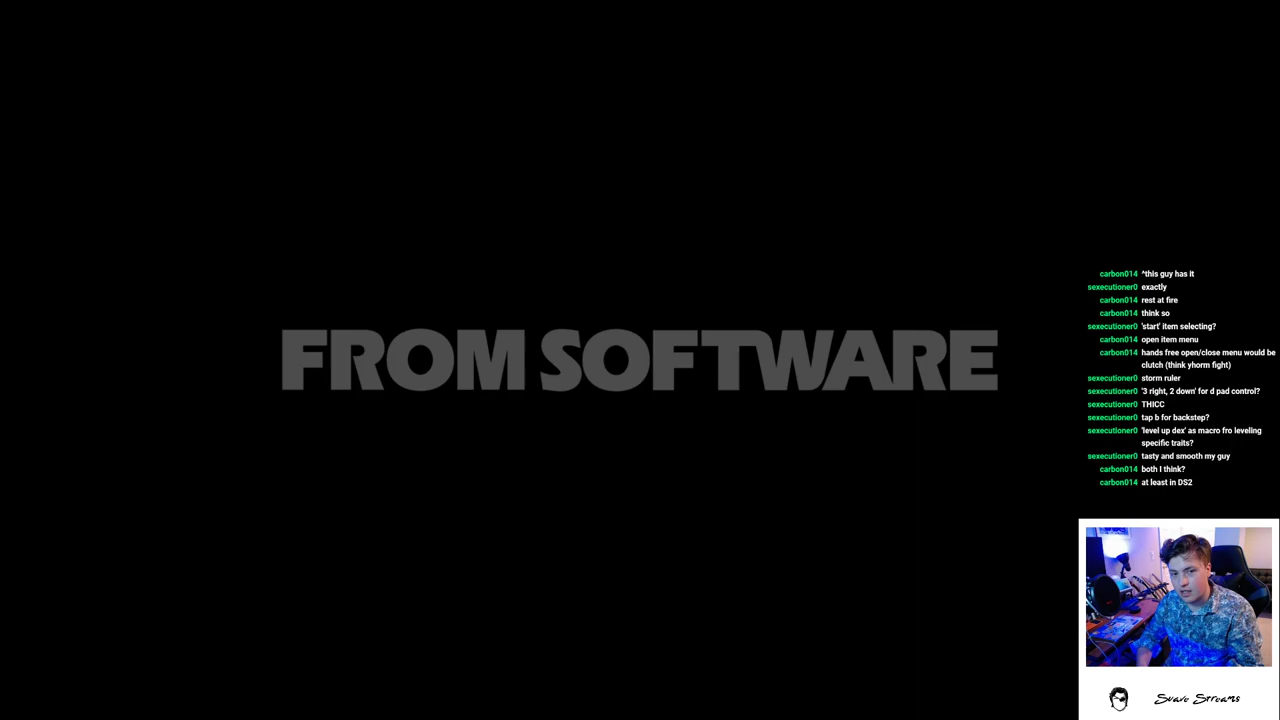 FROM SOFTWARE
carbon014 ^this guy has it
sexecutioner0 exactly
carbon014 rest at fire
carbon014 think so
sexecutioner0 'start' item selecting?
carbon014 open item menu
carbon014 hands free open/close menu would be
clutch (think yhorm fight)
sexecutioner0 storm ruler
sexecutioner0 '3 right, 2 down' for d pad control?
sexecutioner0 THICC
sexecutioner0 tap b for backstep?
sexecutioner0 'level up dex' as macro fro leveling
specific traits?
sexecutioner0 tasty and smooth my guy
carbon014 both I think?
carbon014 at least in DS2
Suave Streams